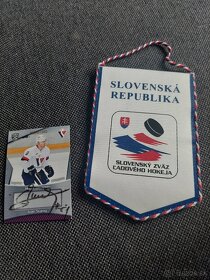 SLOVENSKÁ
REPUBLIKA
SLOVENSKÝ ZVÄZ
ĽADOVÉHO HOKEJA